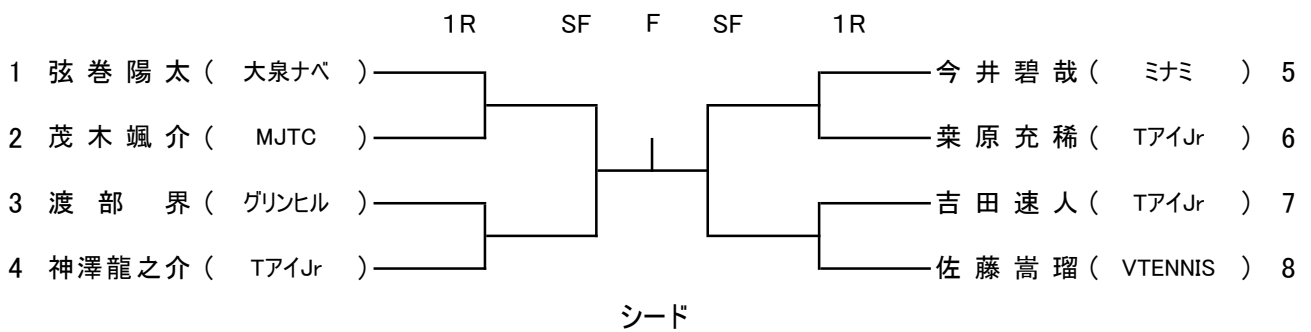 1R SF F SF 1R
1 弦巻陽太 ( 大泉ナベ ) 今井碧哉 ( ミナミ ) 5
2 茂木颯介 ( MJTC ) 桒原充稀 ( TアイJr ) 6
3 渡部 界 ( グリンヒル ) 吉田速人 ( TアイJr ) 7
4 神澤龍之介 ( TアイJr ) 佐藤嵩瑠 ( VTENNIS ) 8
シード